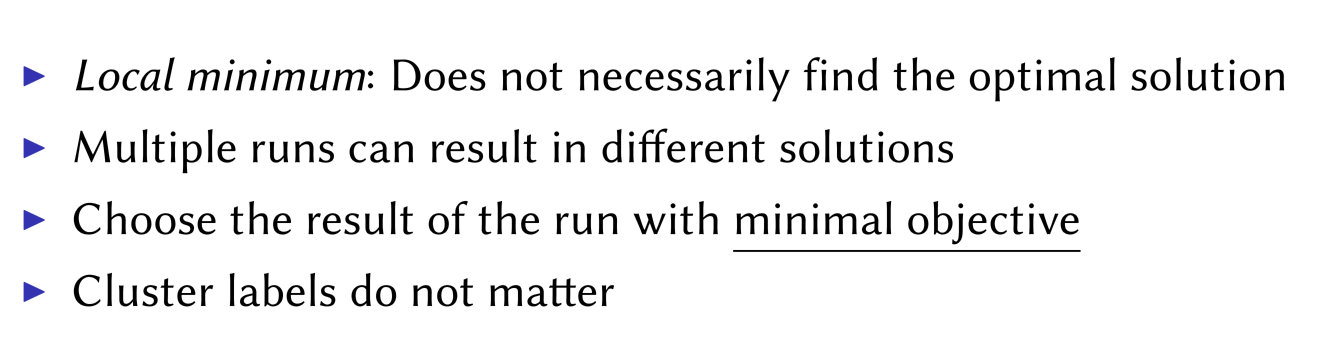 Local minimum: Does not necessarily find the optimal solution
Multiple runs can result in different solutions
Choose the result of the run with minimal objective
Cluster labels do not matter